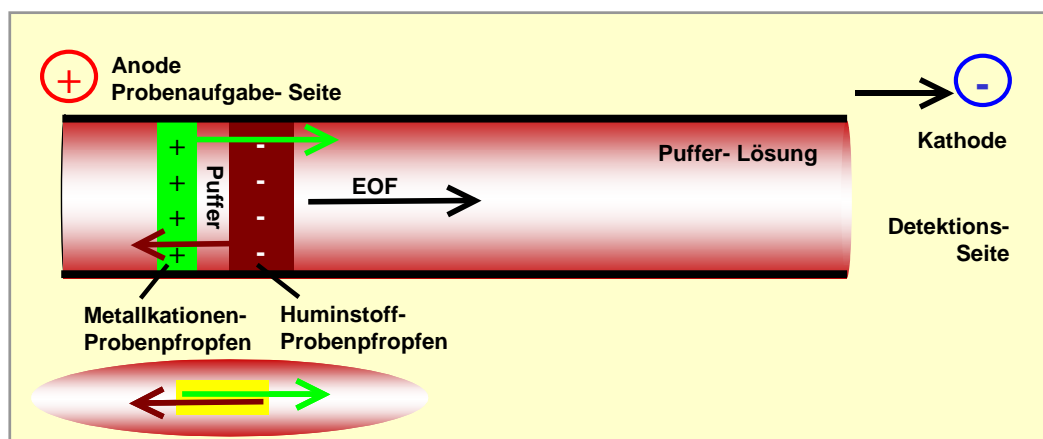 +
Anode
Probenaufgabe- Seite
-
Kathode
Puffer- Lösung
+ + + +
Puffer
- - - -
EOF
Detektions-
Seite
Metallkationen-
Probenpfropfen
Huminstoff-
Probenpfropfen